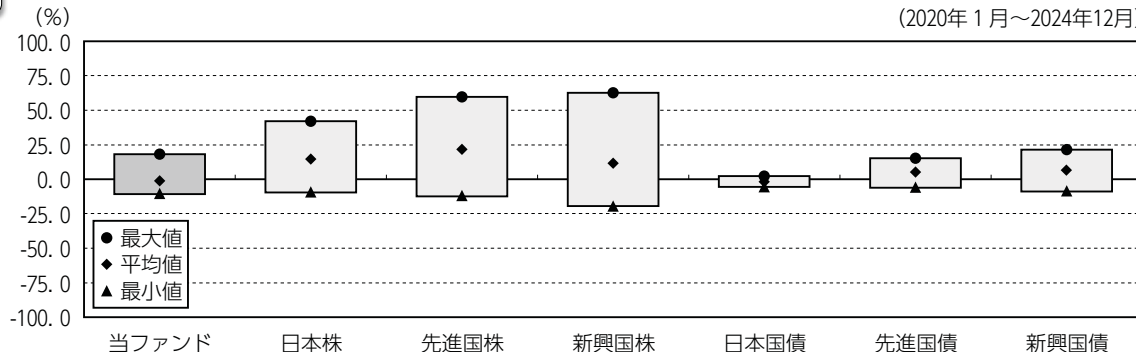 (%)
(2020年1月～2024年12月)
100.0
75.0
50.0
25.0
0.0
-25.0
-50.0
-75.0
-100.0
● 最大値
◆ 平均値
▲ 最小値
当ファンド 日本株 先進国株 新興国株 日本国債 先進国債 新興国債